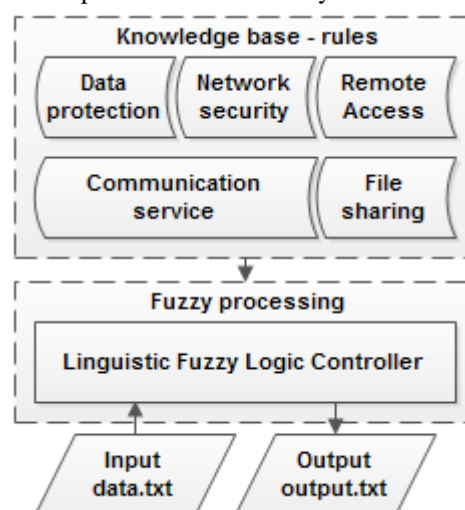 Knowledge base - rules
Data
protection
Network
security
Remote
Access
Communication
service
File
sharing
Fuzzy processing
Linguistic Fuzzy Logic Controller
Input
data.txt
Output
output.txt